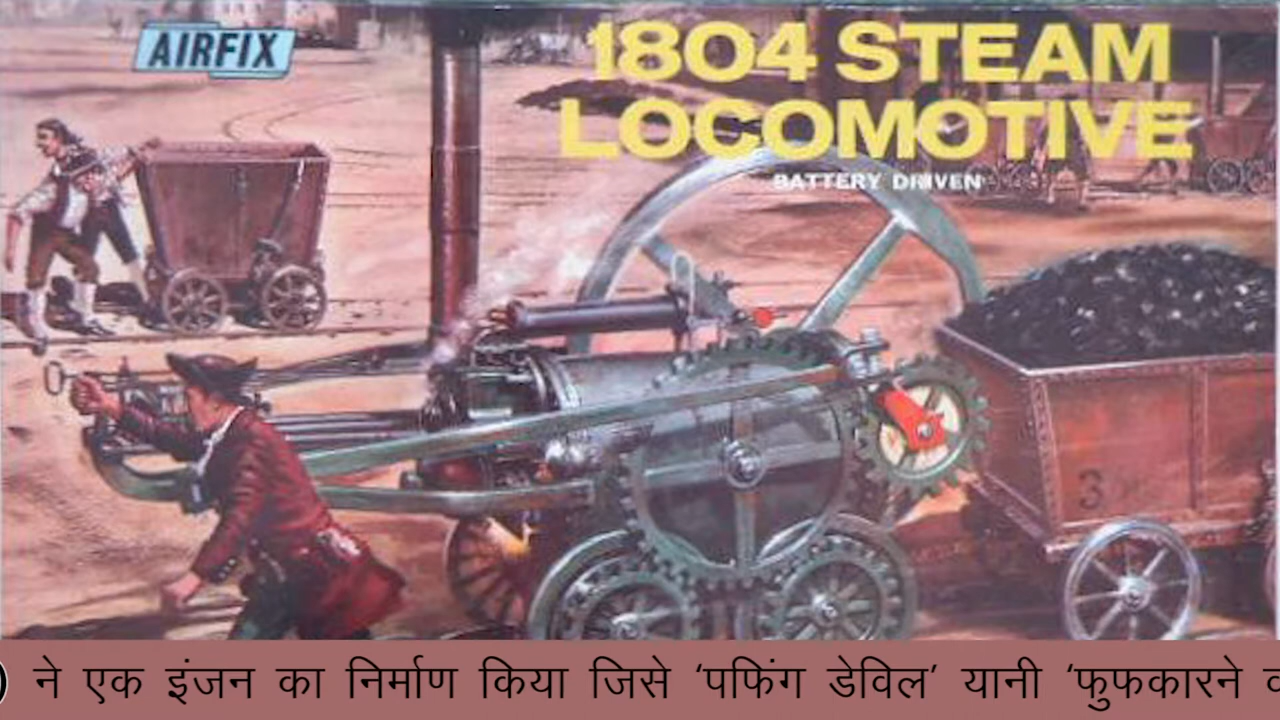 AIRFIX
1804 STEAM
LOCOMOTIVE
BATTERY DRIVEN
3
) ने एक इंजन का निर्माण किया जिसे ‘पफिंग डेविल’ यानी ‘फुफकारने